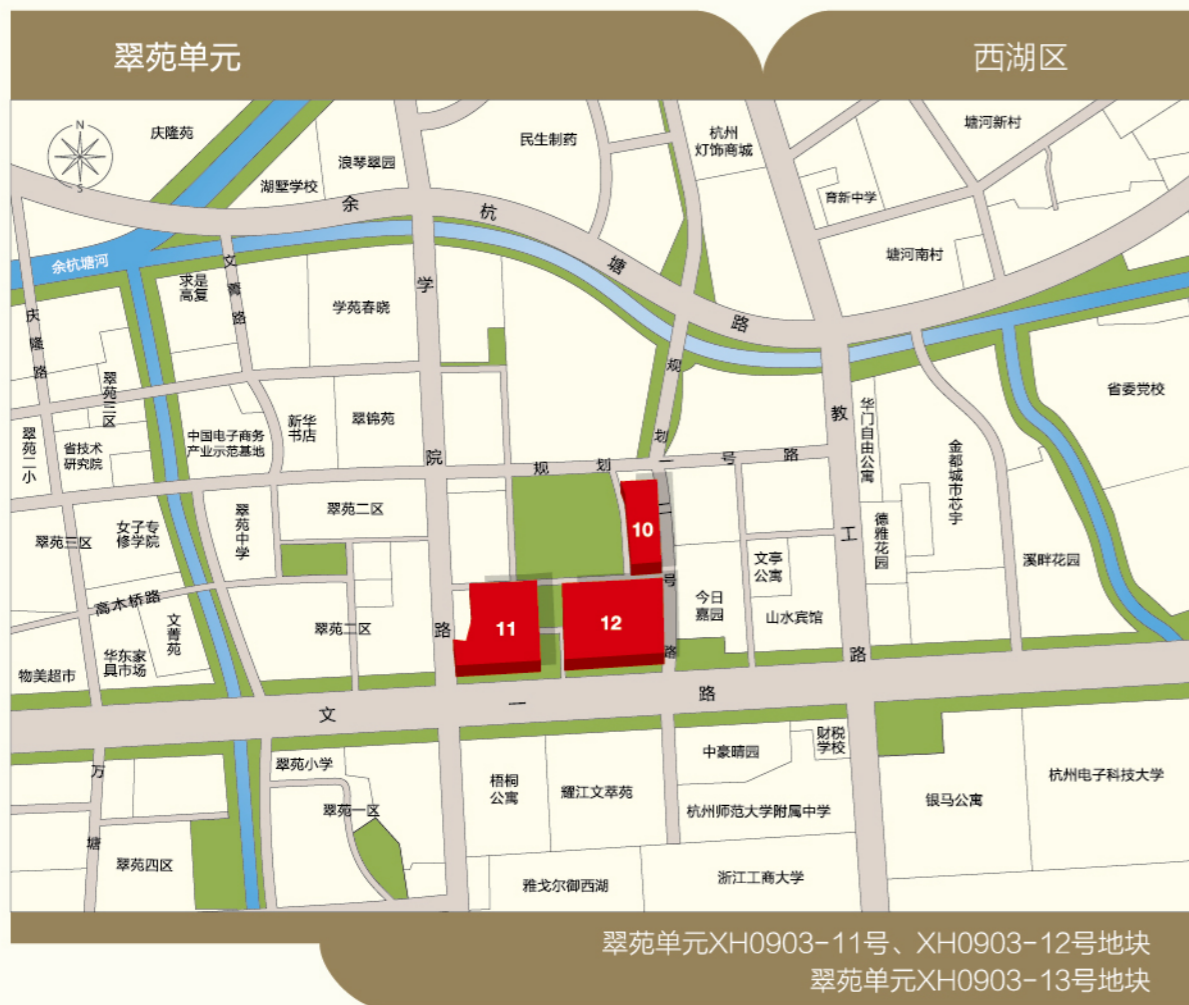 翠苑单元
西湖区
N
S
庆隆苑
浪琴翠园
湖墅学校
民生制药
杭州
灯饰商城
塘河新村
育新中学
塘河南村
余杭塘路
余杭塘河
求是
高复
文菁路
学苑春晓
学院路
庆隆路
翠苑三区
省委党校
规划二号路
教工路
华门自由公寓
金都城市芯宇
翠苑二小
省技术
研究院
中国电子商务
产业示范基地
新华
书店
翠锦苑
规划一号路
翠苑三区
女子专
修学院
翠苑中学
翠苑二区
10
德雅花园
文亭
公寓
溪畔花园
高木桥路
文菁苑
翠苑二区
11
12
今日
嘉园
山水宾馆
物美超市
华东家
具市场
文一路
翠苑小学
万塘
翠苑一区
梧桐
公寓
耀江文萃苑
中豪晴园
财税
学校
杭州师范大学附属中学
银马公寓
杭州电子科技大学
翠苑四区
雅戈尔御西湖
浙江工商大学
翠苑单元XH0903-11号、XH0903-12号地块
翠苑单元XH0903-13号地块